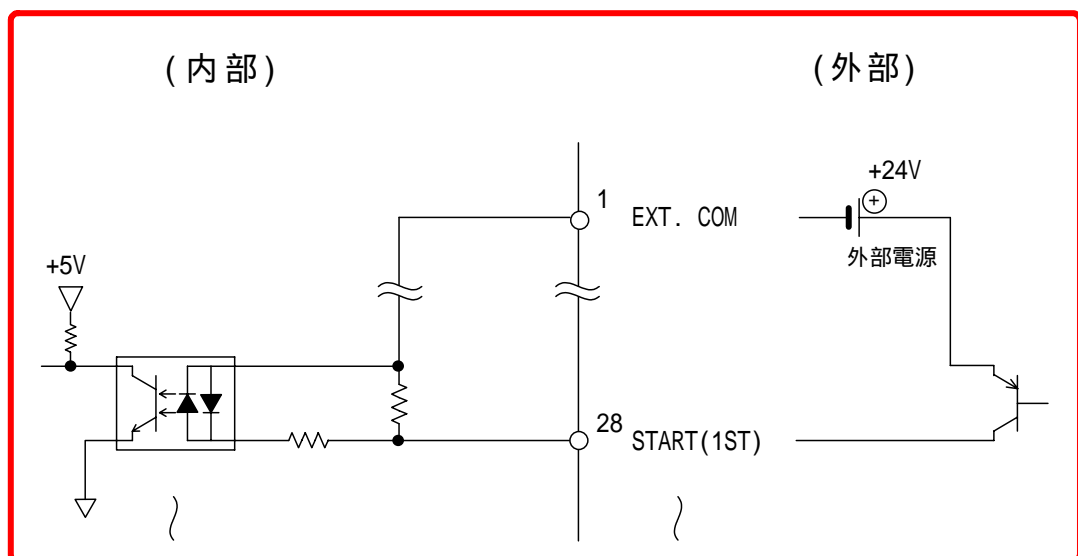 (内部)
(外部)
+24V
+
1
EXT. COM
外部電源
+5V
28
START(1ST)